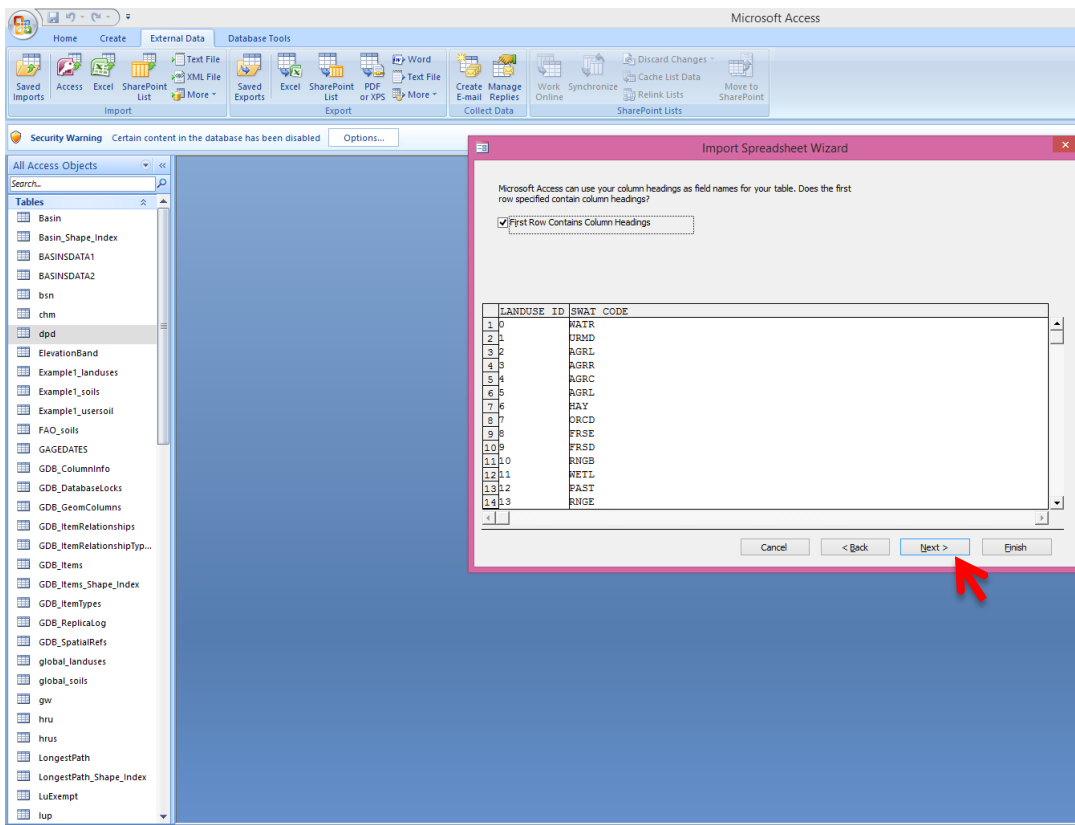 Microsoft Access
Home Create External Data Database Tools
Saved Imports
Access
Excel
SharePoint List
Text File
XML File
More
Import
Saved Exports
Excel
SharePoint List
PDF or XPS
Word
Text File
More
Export
Create E-mail
Manage Replies
Collect Data
Work Online
Synchronize
Discard Changes
Cache List Data
Relink Lists
Move to SharePoint
SharePoint Lists
Security Warning Certain content in the database has been disabled Options...
All Access Objects
Search...
Tables
Basin
Basin_Shape_Index
BASINSDATA1
BASINSDATA2
bsn
chm
dpd
ElevationBand
Example1_landuses
Example1_soils
Example1_usersoil
FAO_soils
GAGEDATES
GDB_ColumnInfo
GDB_DatabaseLocks
GDB_GeomColumns
GDB_ItemRelationships
GDB_ItemRelationshipTyp...
GDB_Items
GDB_Items_Shape_Index
GDB_ItemTypes
GDB_ReplicaLog
GDB_SpatialRefs
global_landuses
global_soils
gw
hru
hrus
LongestPath
LongestPath_Shape_Index
LuExempt
lup
Import Spreadsheet Wizard
Microsoft Access can use your column headings as field names for your table. Does the first
row specified contain column headings?
First Row Contains Column Headings
LANDUSE ID SWAT CODE
1 0 WATR
2 1 URMD
3 2 AGRL
4 3 AGRR
5 4 AGRC
6 5 AGRL
7 6 HAY
8 7 ORCD
9 8 FRSE
10 9 FRSD
11 10 RNGB
12 11 WETL
13 12 PAST
14 13 RNGE
Cancel < Back Next > Finish